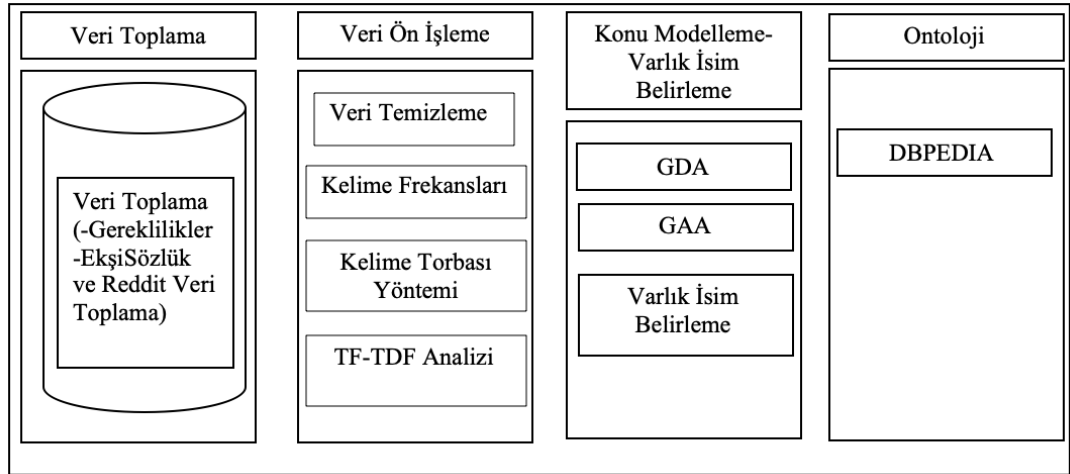 Veri Toplama
Veri Toplama
(-Gereklilikler
-EkşiSözlük
ve Reddit Veri
Toplama)
Veri Ön İşleme
Veri Temizleme
Kelime Frekansları
Kelime Torbası
Yöntemi
TF-TDF Analizi
Konu Modelleme-
Varlık İsim
Belirleme
GDA
GAA
Varlık İsim
Belirleme
Ontoloji
DBPEDIA